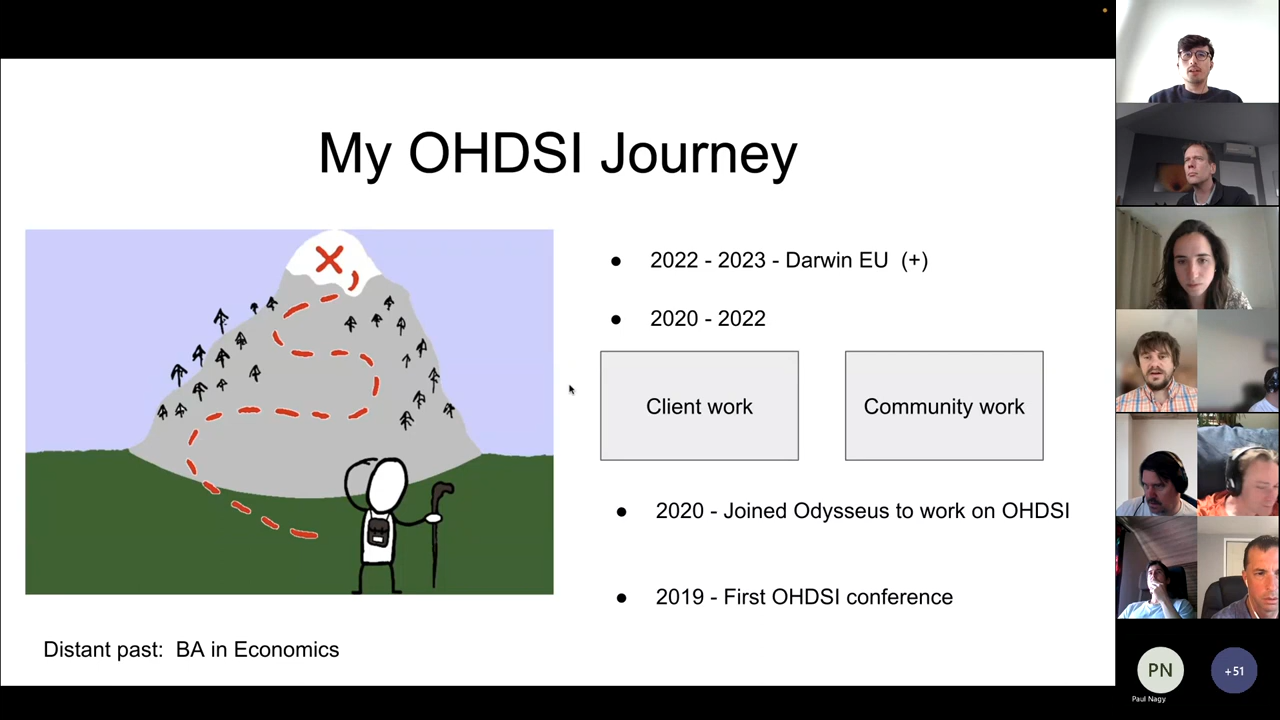 My OHDSI Journey
● 2022 - 2023 - Darwin EU (+)
● 2020 - 2022
Client work
Community work
● 2020 - Joined Odysseus to work on OHDSI
● 2019 - First OHDSI conference
Distant past: BA in Economics
PN
Paul Nagy
+51